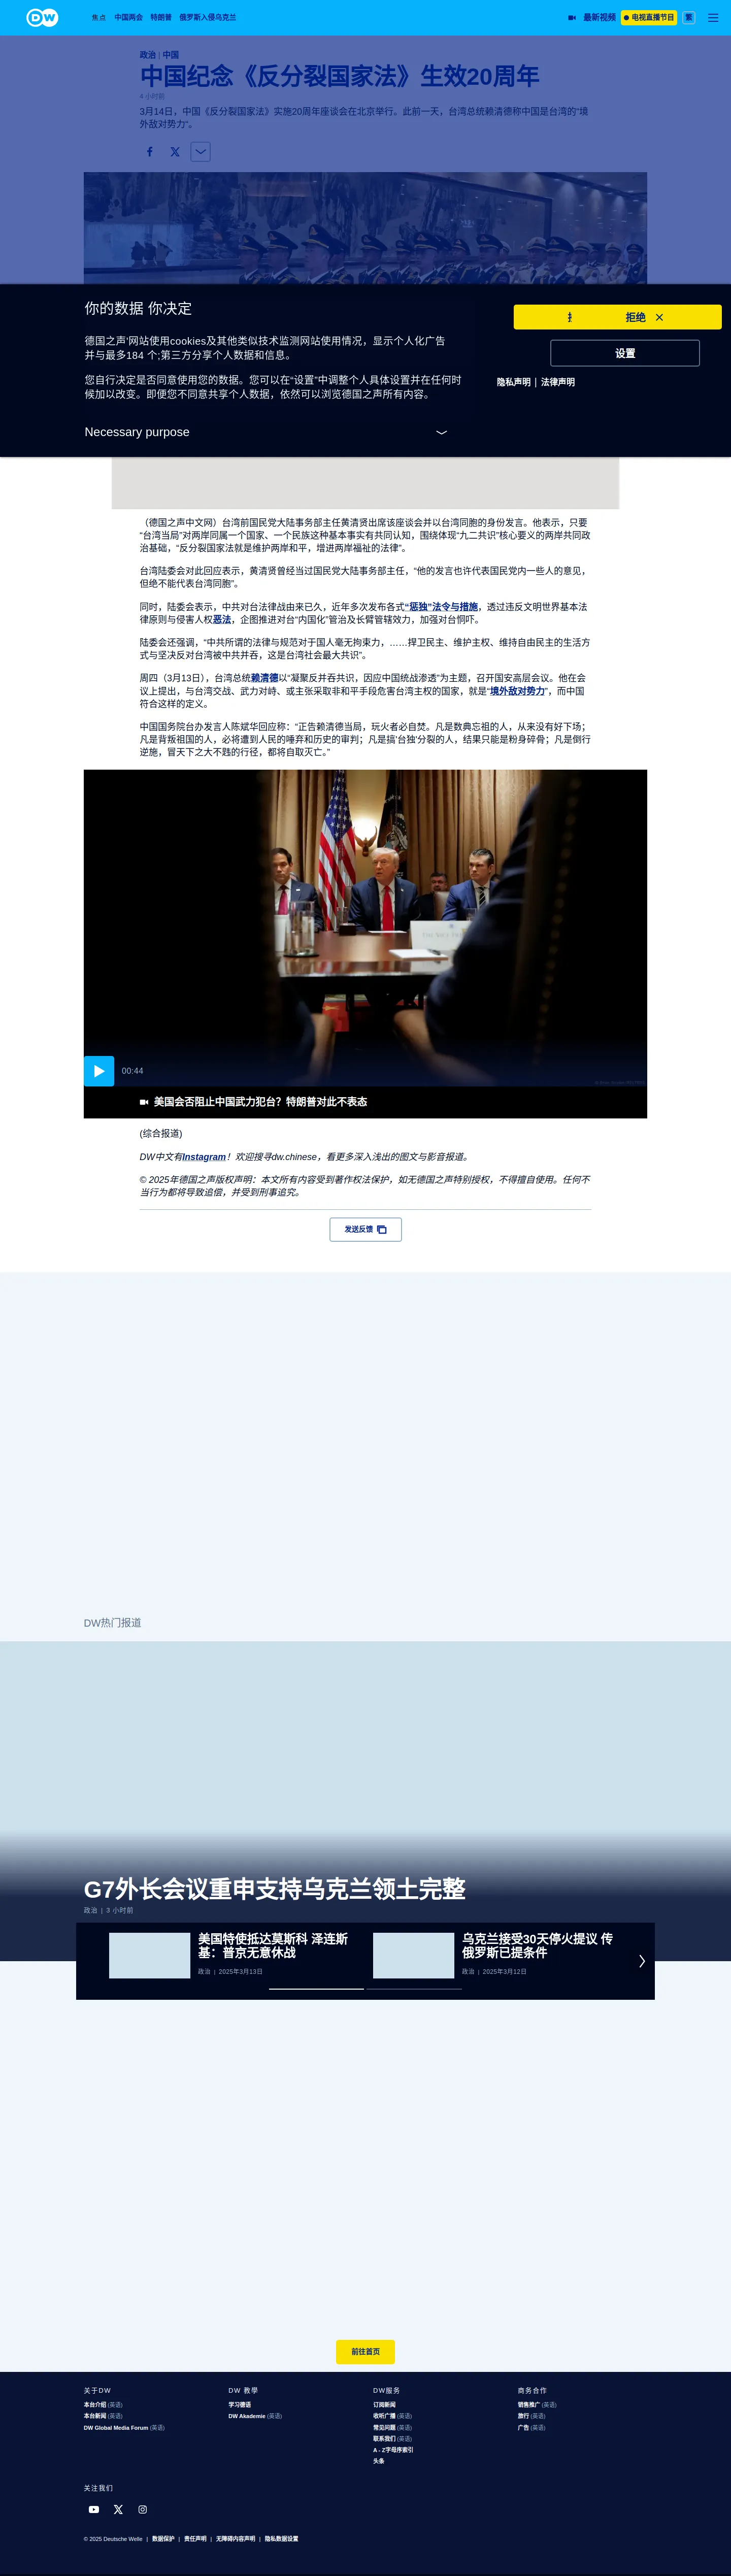 DW
焦点 中国两会 特朗普 俄罗斯入侵乌克兰
最新视频 电视直播节目 繁
政治 | 中国
中国纪念《反分裂国家法》生效20周年
4 小时前
3月14日，中国《反分裂国家法》实施20周年座谈会在北京举行。此前一天，台湾总统赖清德称中国是台湾的“境
外敌对势力”。
你的数据 你决定
德国之声'网站使用cookies及其他类似技术监测网站使用情况，显示个人化广告
并与最多184 个;第三方分享个人数据和信息。
您自行决定是否同意使用您的数据。您可以在“设置”中调整个人具体设置并在任何时
候改动。即便您不同意共享个人数据，依然可以浏览德国之声所有内容。
Necessary purpose
拒绝
设置
隐私声明 | 法律声明
（德国之声中文网）台湾前国民党大陆事务部主任黄清贤出席该座谈会并以台湾同胞的身份发言。他表示，只要
“台湾当局”对两岸同属一个国家、一个民族这种基本事实有共同认知，围绕体现“九二共识”核心要义的两岸共同政
治基础，“反分裂国家法就是维护两岸和平，增进两岸福祉的法律”。
台湾陆委会对此回应表示，黄清贤曾经当过国民党大陆事务部主任，“他的发言也许代表国民党内一些人的意见，
但绝不能代表台湾同胞”。
同时，陆委会表示，中共对台法律战由来已久，近年多次发布各式“惩独”法令与措施，透过违反文明世界基本法
律原则与侵害人权恶法，企图推进对台“内国化”管治及长臂管辖效力，加强对台恫吓。
陆委会还强调，“中共所谓的法律与规范对于国人毫无拘束力，……捍卫民主、维护主权、维持自由民主的生活方
式与坚决反对台湾被中共并吞，这是台湾社会最大共识”。
周四（3月13日），台湾总统赖清德以“凝聚反并吞共识，因应中国统战渗透”为主题，召开国安高层会议。他在会
议上提出，与台湾交战、武力对峙、或主张采取非和平手段危害台湾主权的国家，就是“境外敌对势力”，而中国
符合这样的定义。
中国国务院台办发言人陈斌华回应称：“正告赖清德当局，玩火者必自焚。凡是数典忘祖的人，从来没有好下场；
凡是背叛祖国的人，必将遭到人民的唾弃和历史的审判；凡是搞‘台独’分裂的人，结果只能是粉身碎骨；凡是倒行
逆施，冒天下之大不韪的行径，都将自取灭亡。”
00:44
美国会否阻止中国武力犯台？特朗普对此不表态
(综合报道)
DW中文有Instagram！欢迎搜寻dw.chinese，看更多深入浅出的图文与影音报道。
© 2025年德国之声版权声明：本文所有内容受到著作权法保护，如无德国之声特别授权，不得擅自使用。任何不
当行为都将导致追偿，并受到刑事追究。
发送反馈
DW热门报道
G7外长会议重申支持乌克兰领土完整
政治 | 3 小时前
美国特使抵达莫斯科 泽连斯
基：普京无意休战
政治 | 2025年3月13日
乌克兰接受30天停火提议 传
俄罗斯已提条件
政治 | 2025年3月12日
前往首页
关于DW
本台介绍 (英语)
本台新闻 (英语)
DW Global Media Forum (英语)
DW 教學
学习德语
DW Akademie (英语)
DW服务
订阅新闻
收听广播 (英语)
常见问题 (英语)
联系我们 (英语)
A - Z字母序索引
头条
商务合作
销售推广 (英语)
旅行 (英语)
广告 (英语)
关注我们
© 2025 Deutsche Welle | 数据保护 | 责任声明 | 无障碍内容声明 | 隐私数据设置